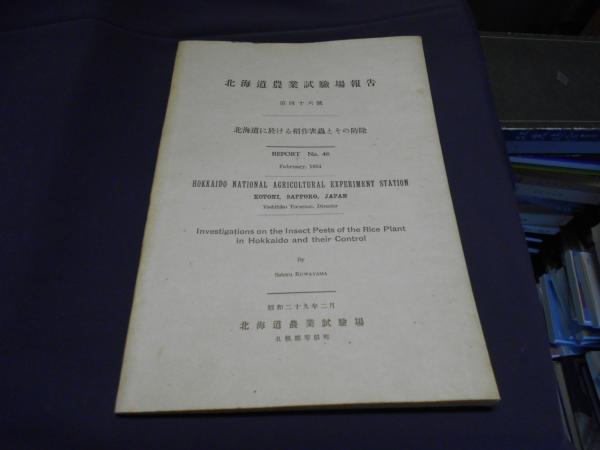 北海道農業試驗場報告
第四十六號
北海道に於ける稻作害蟲とその防除
REPORT No. 46
February, 1954
HOKKAIDO NATIONAL AGRICULTURAL EXPERIMENT STATION
KOTONI, SAPPORO, JAPAN
Director
Investigations on the Insect Pests of the Rice Plant
in Hokkaido and their Control
By
Satoru KUWAYAMA
昭和二十九年二月
北海道農業試驗場
札幌郡琴似町